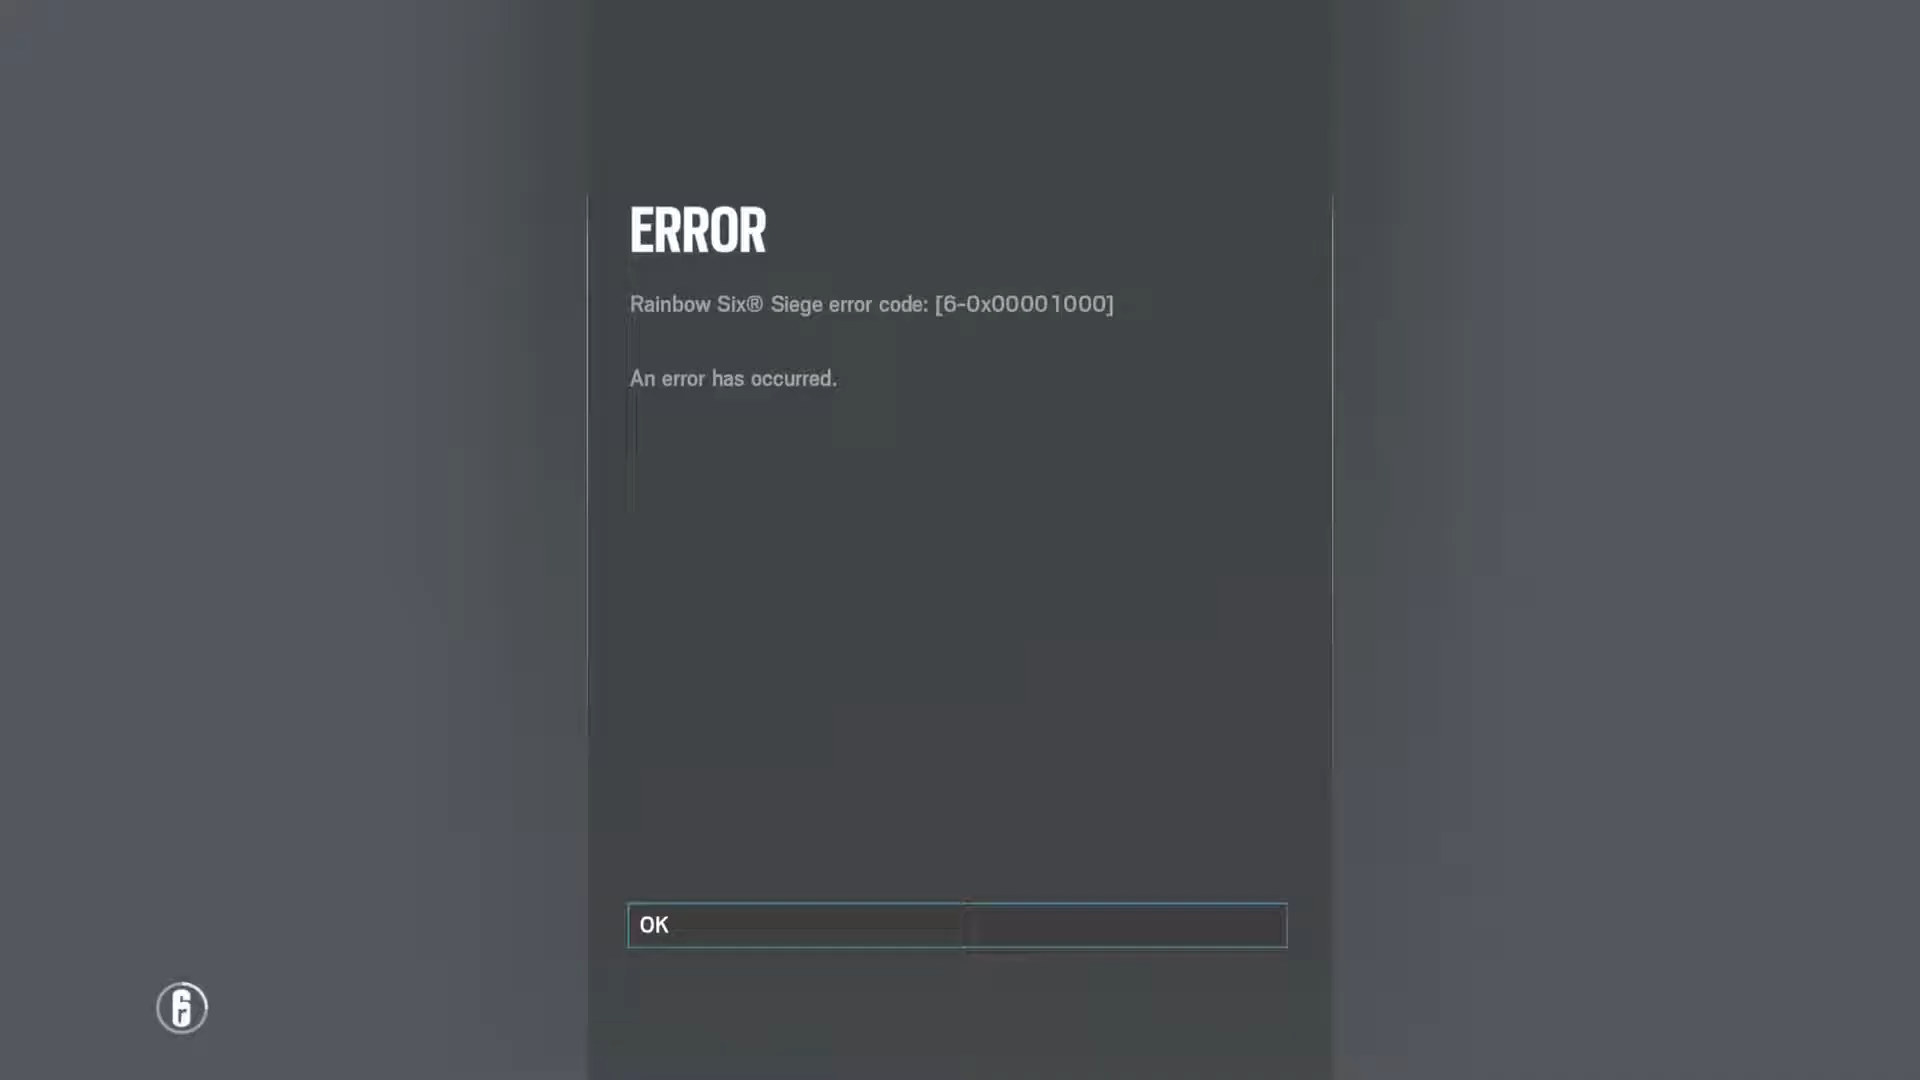 ERROR
Rainbow Six® Siege error code: [6-0x00001000]
An error has occurred.
OK